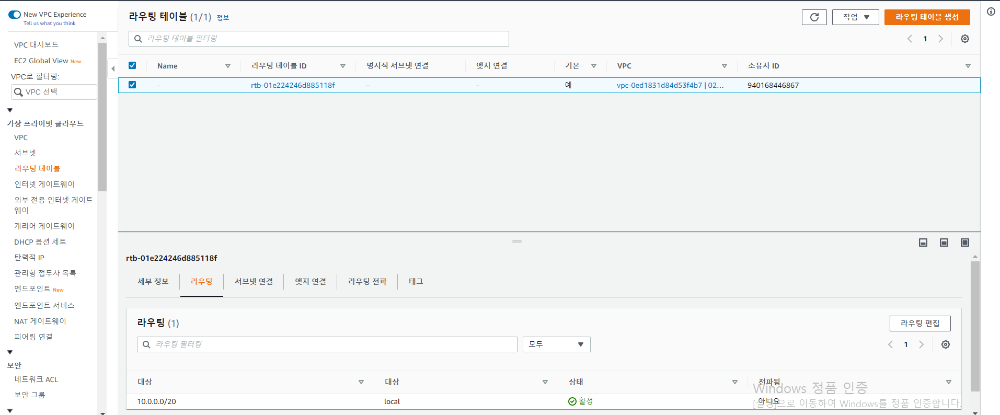 New VPC Experience
Tell us what you think
VPC 대시보드
EC2 Global View New
VPC로 필터링:
VPC 선택
가상 프라이빗 클라우드
VPC
서브넷
라우팅 테이블
인터넷 게이트웨이
외부 전용 인터넷 게이트
웨이
캐리어 게이트웨이
DHCP 옵션 세트
탄력적 IP
관리형 접두사 목록
엔드포인트 New
엔드포인트 서비스
NAT 게이트웨이
피어링 연결
보안
네트워크 ACL
보안 그룹
라우팅 테이블 (1/1) 정보
작업
라우팅 테이블 생성
라우팅 테이블 필터링
1
Name 라우팅 테이블 ID 명시적 서브넷 연결 엣지 연결 기본 VPC 소유자 ID
– rtb-01e224246d885118f – – 예 vpc-0ed1831d84d53f4b7 | 02... 940168446867
rtb-01e224246d885118f
세부 정보 라우팅 서브넷 연결 엣지 연결 라우팅 전파 태그
라우팅 (1)
라우팅 편집
라우팅 필터링
모두
1
대상 대상 상태 전파됨
10.0.0.0/20 local 활성 아니요
Windows 정품 인증
[설정]으로 이동하여 Windows를 정품 인증합니다.